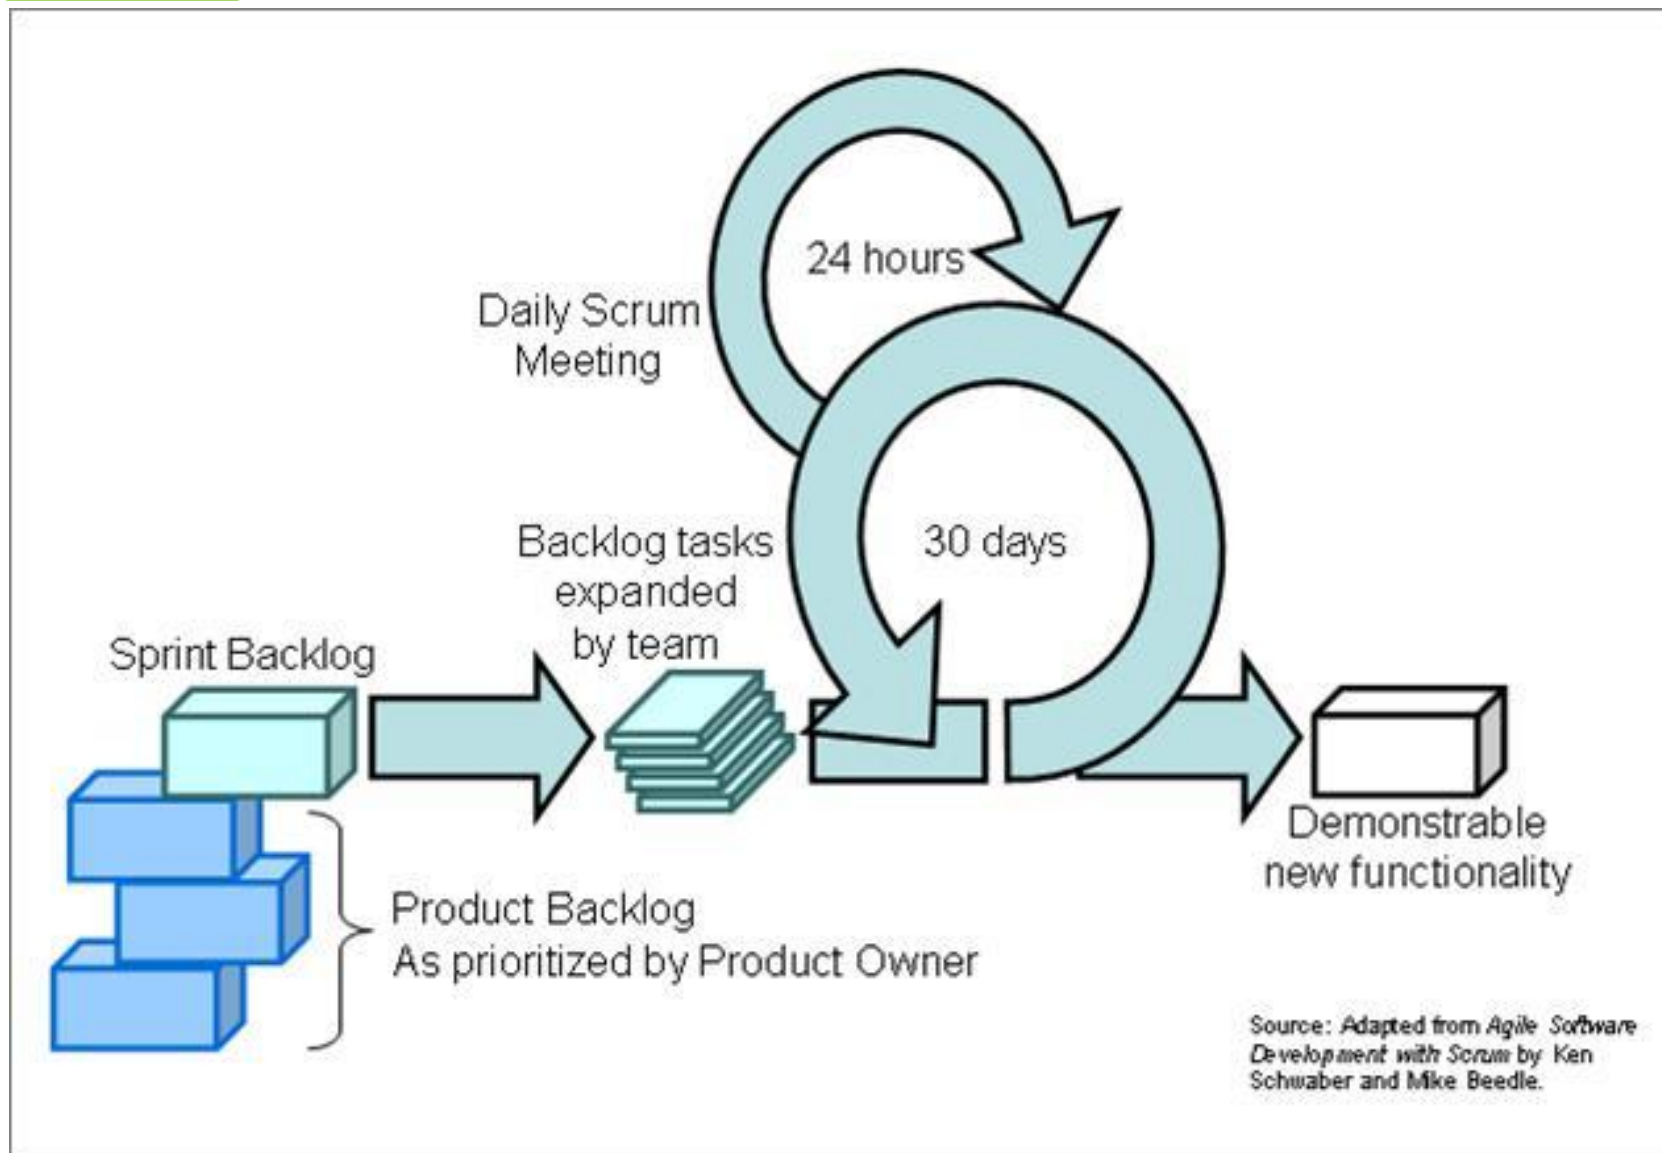 24 hours
Daily Scrum
Meeting
Backlog tasks
expanded
by team
30 days
Sprint Backlog
Demonstrable
new functionality
Product Backlog
As prioritized by Product Owner
Source: Adapted from Agile Software
Development with Scrum by Ken
Schwaber and Mike Beedle.